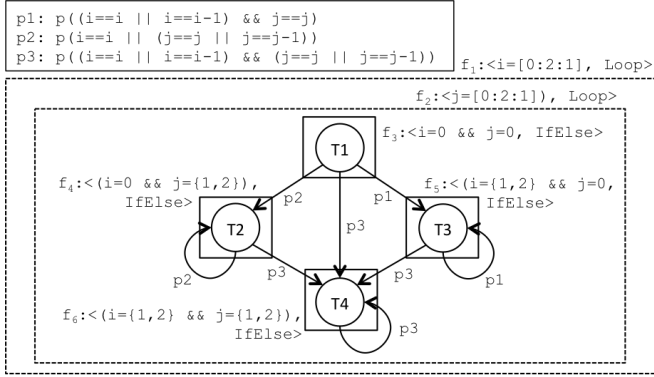 p1: p((i==i || i==i-1) && j==j)
p2: p(i==i || (j==j || j==j-1))
p3: p((i==i || i==i-1) && (j==j || j==j-1))
f₁:<i=[0:2:1], Loop>
f₂:<j=[0:2:1]), Loop>
T1
f₃:<i=0 && j=0, IfElse>
f₄:<(i=0 && j={1,2}),
IfElse>
p2
p3
p1
f₅:<(i={1,2} && j=0,
IfElse>
T2
T3
p2
p3
p3
p1
T4
f₆:<(i={1,2} && j={1,2}),
IfElse>
p3